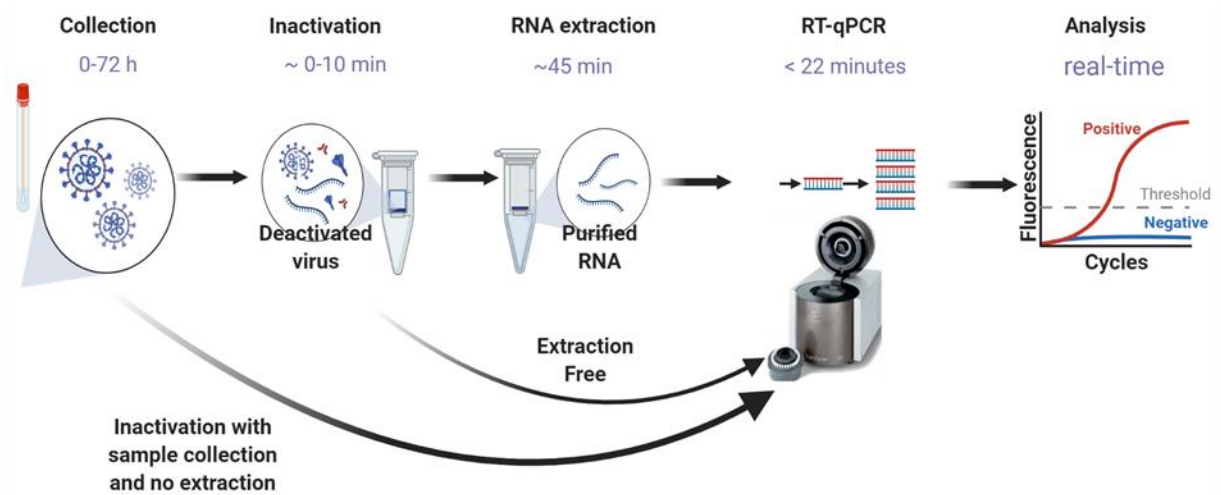 Collection
0-72 h
Inactivation
~ 0-10 min
RNA extraction
~45 min
RT-qPCR
< 22 minutes
Analysis
real-time
Deactivated
virus
Purified
RNA
Fluorescence
Positive
Threshold
Negative
Cycles
Extraction
Free
Inactivation with
sample collection
and no extraction